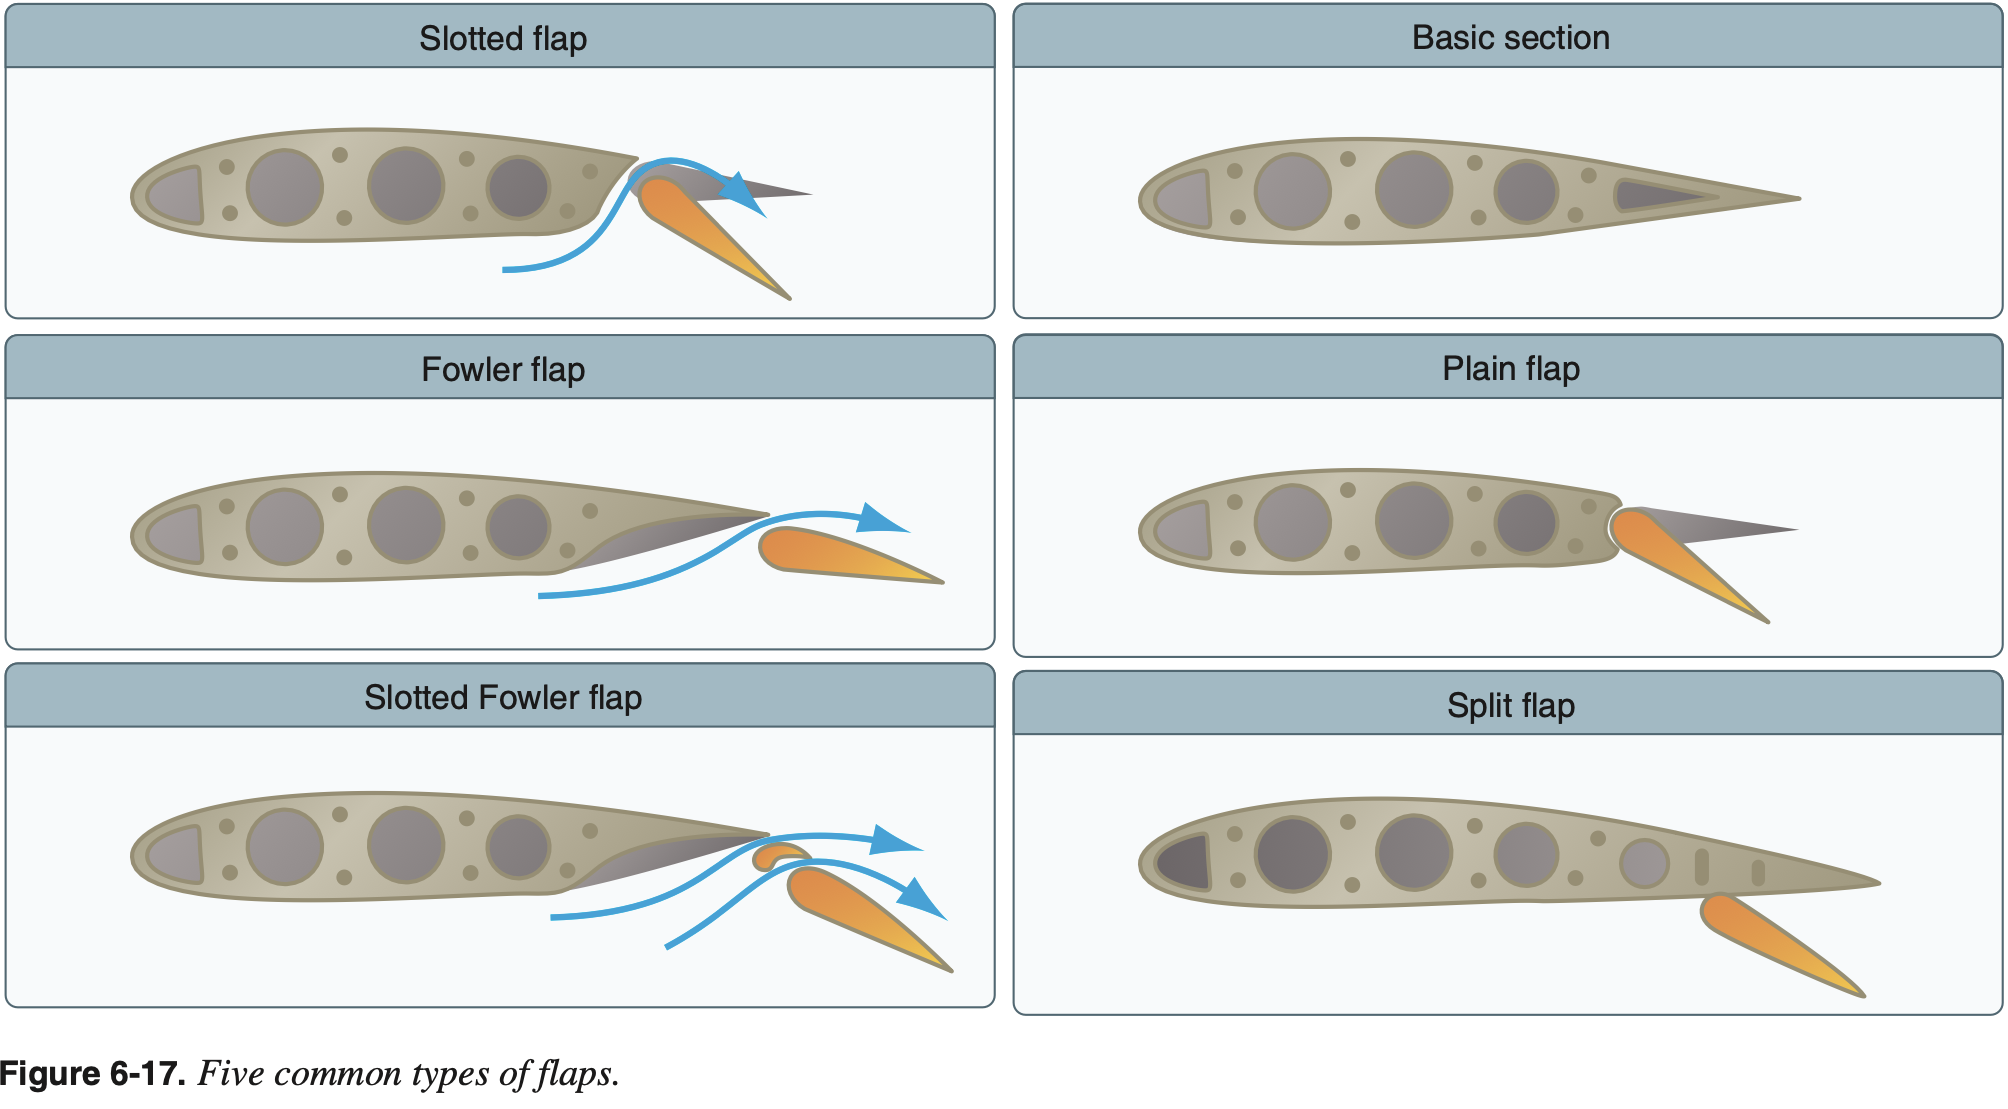 Slotted flap
Basic section
Fowler flap
Plain flap
Slotted Fowler flap
Split flap
Figure 6-17. Five common types of flaps.